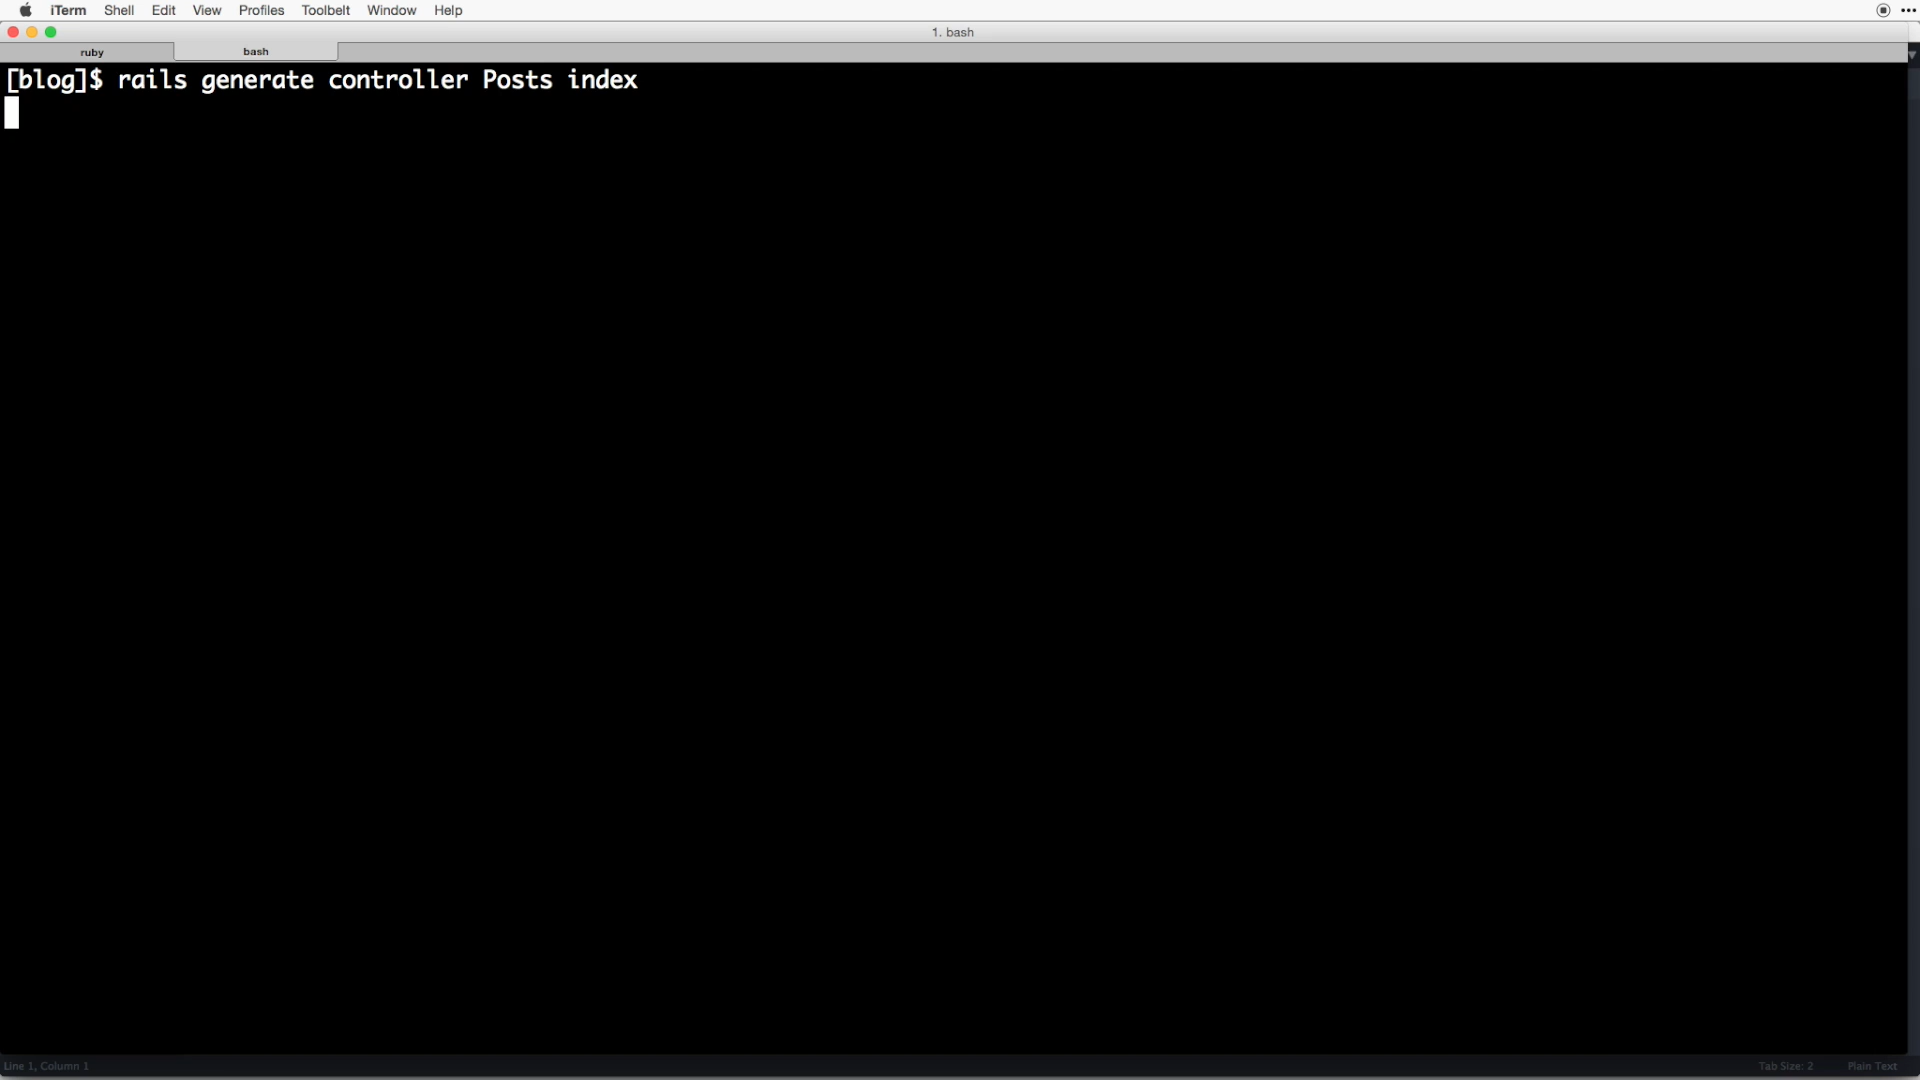 iTerm Shell Edit View Profiles Toolbelt Window Help
1. bash
ruby bash
[blog]$ rails generate controller Posts index
Line 1, Column 1 Tab Size: 2 Plain Text